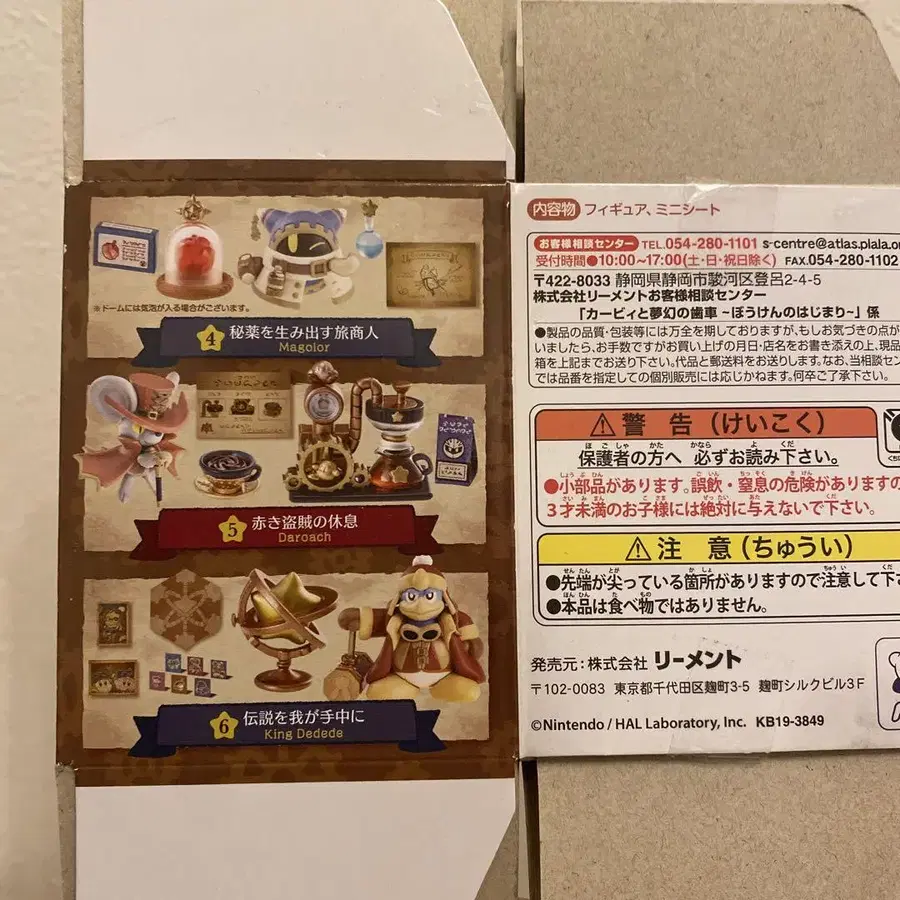 ※ドームには気泡が入る場合がございます。
4 秘薬を生み出す旅商人
Magolor
5 赤き盗賊の休息
Daroach
6 伝説を我が手中に
King Dedede
内容物 フィギュア、ミニシート
お客様相談センター TEL.054-280-1101 s-centre@atlas.plala.or
受付時間●10:00~17:00(土・日・祝日除く) FAX.054-280-1102
〒422-8033 静岡県静岡市駿河区登呂2-4-5
株式会社リーメントお客様相談センター
「カービィと夢幻の歯車 ~ぼうけんのはじまり~」係
●製品の品質・包装等には万全を期しておりますが、もしお気づきの点が
いましたら、お手数ですがお買い上げの月日・店名をお書き添えの上、現品
箱を上記までお送り下さい。代品と郵送料をお送りします。なお、当相談セン
では品番を指定しての個別販売には応じかねます。何卒ご了承下さい。
⚠警告(けいこく)
保護者の方へ 必ずお読み下さい。
●小部品があります。誤飲・窒息の危険がありますの
3才未満のお子様には絶対に与えないで下さい。
⚠注意(ちゅうい)
●先端が尖っている箇所がありますので注意して下さ
●本品は食べ物ではありません。
発売元:株式会社 リーメント
〒102-0083 東京都千代田区麹町3-5 麹町シルクビル3F
©Nintendo / HAL Laboratory, Inc. KB19-3849